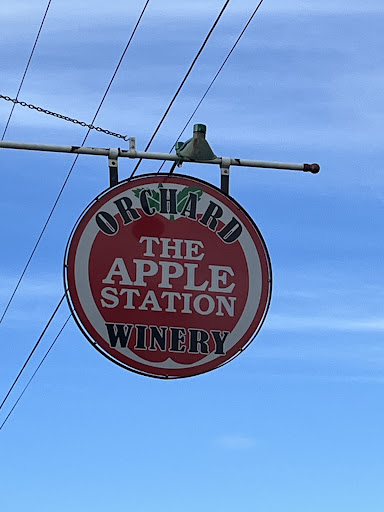 ORCHARD
THE
APPLE
STATION
WINERY